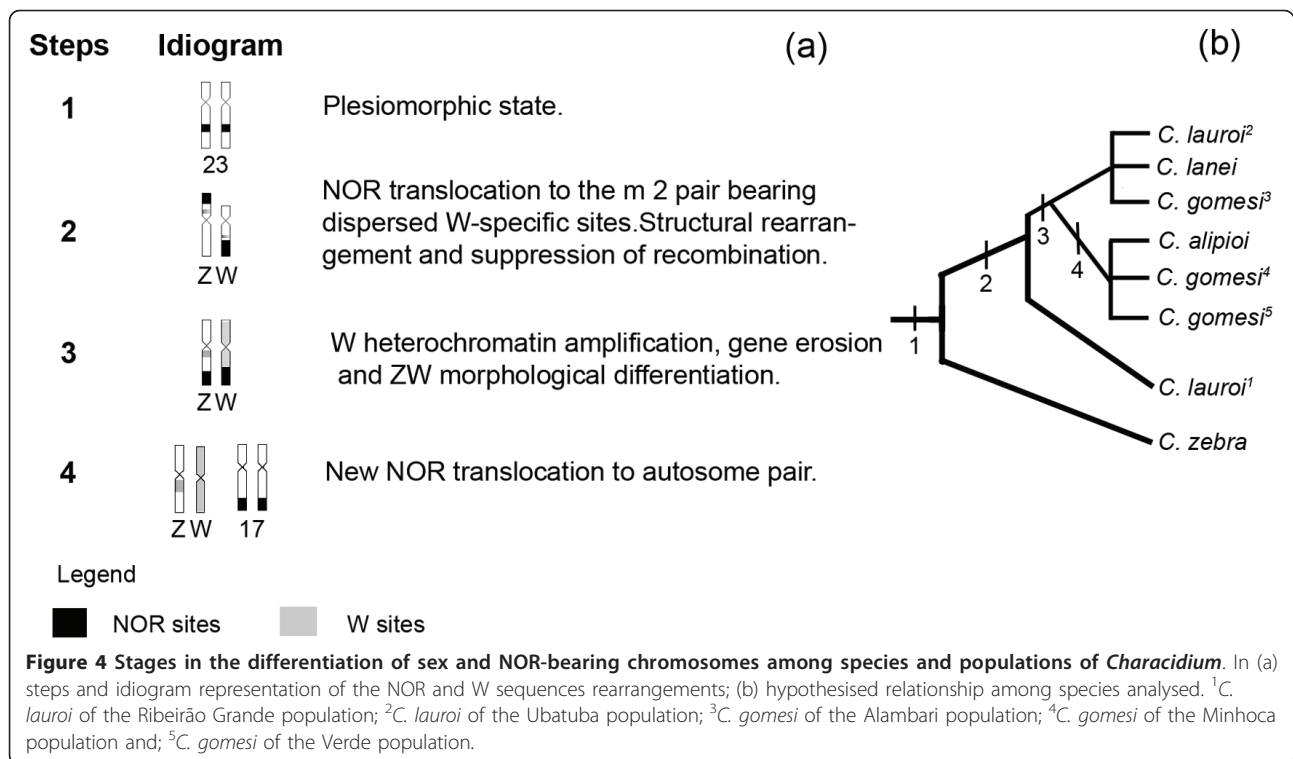 Steps Idiogram (a) (b)
1
23
Plesiomorphic state.
2
Z W
NOR translocation to the m 2 pair bearing
dispersed W-specific sites.Structural rearran-
gement and suppression of recombination.
3
Z W
W heterochromatin amplification, gene erosion
and ZW morphological differentiation.
4
Z W 17
New NOR translocation to autosome pair.
Legend
NOR sites W sites
C. lauroi²
C. lanei
C. gomesi³
C. alipioi
C. gomesi⁴
C. gomesi⁵
C. lauroi¹
C. zebra
1
2
3
4
Figure 4 Stages in the differentiation of sex and NOR-bearing chromosomes among species and populations of Characidium. In (a)
steps and idiogram representation of the NOR and W sequences rearrangements; (b) hypothesised relationship among species analysed. ¹C.
lauroi of the Ribeirão Grande population; ²C. lauroi of the Ubatuba population; ³C. gomesi of the Alambari population; ⁴C. gomesi of the Minhoca
population and; ⁵C. gomesi of the Verde population.